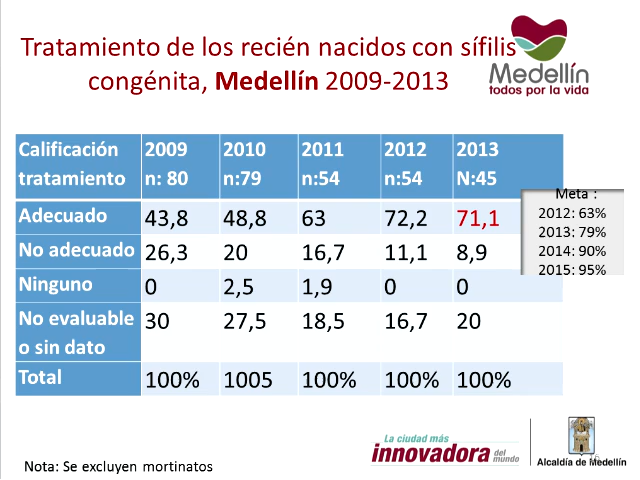 Tratamiento de los recién nacidos con sífilis
congénita, Medellín 2009-2013
Medellín
todos por la vida
Calificación tratamiento 2009 n: 80 2010 n:79 2011 n:54 2012 n:54 2013 N:45
Adecuado 43,8 48,8 63 72,2 71,1
No adecuado 26,3 20 16,7 11,1 8,9
Ninguno 0 2,5 1,9 0 0
No evaluable o sin dato 30 27,5 18,5 16,7 20
Total 100% 1005 100% 100% 100%
Meta :
2012: 63%
2013: 79%
2014: 90%
2015: 95%
Nota: Se excluyen mortinatos
La ciudad más
innovadora del mundo
Alcaldía de Medellín